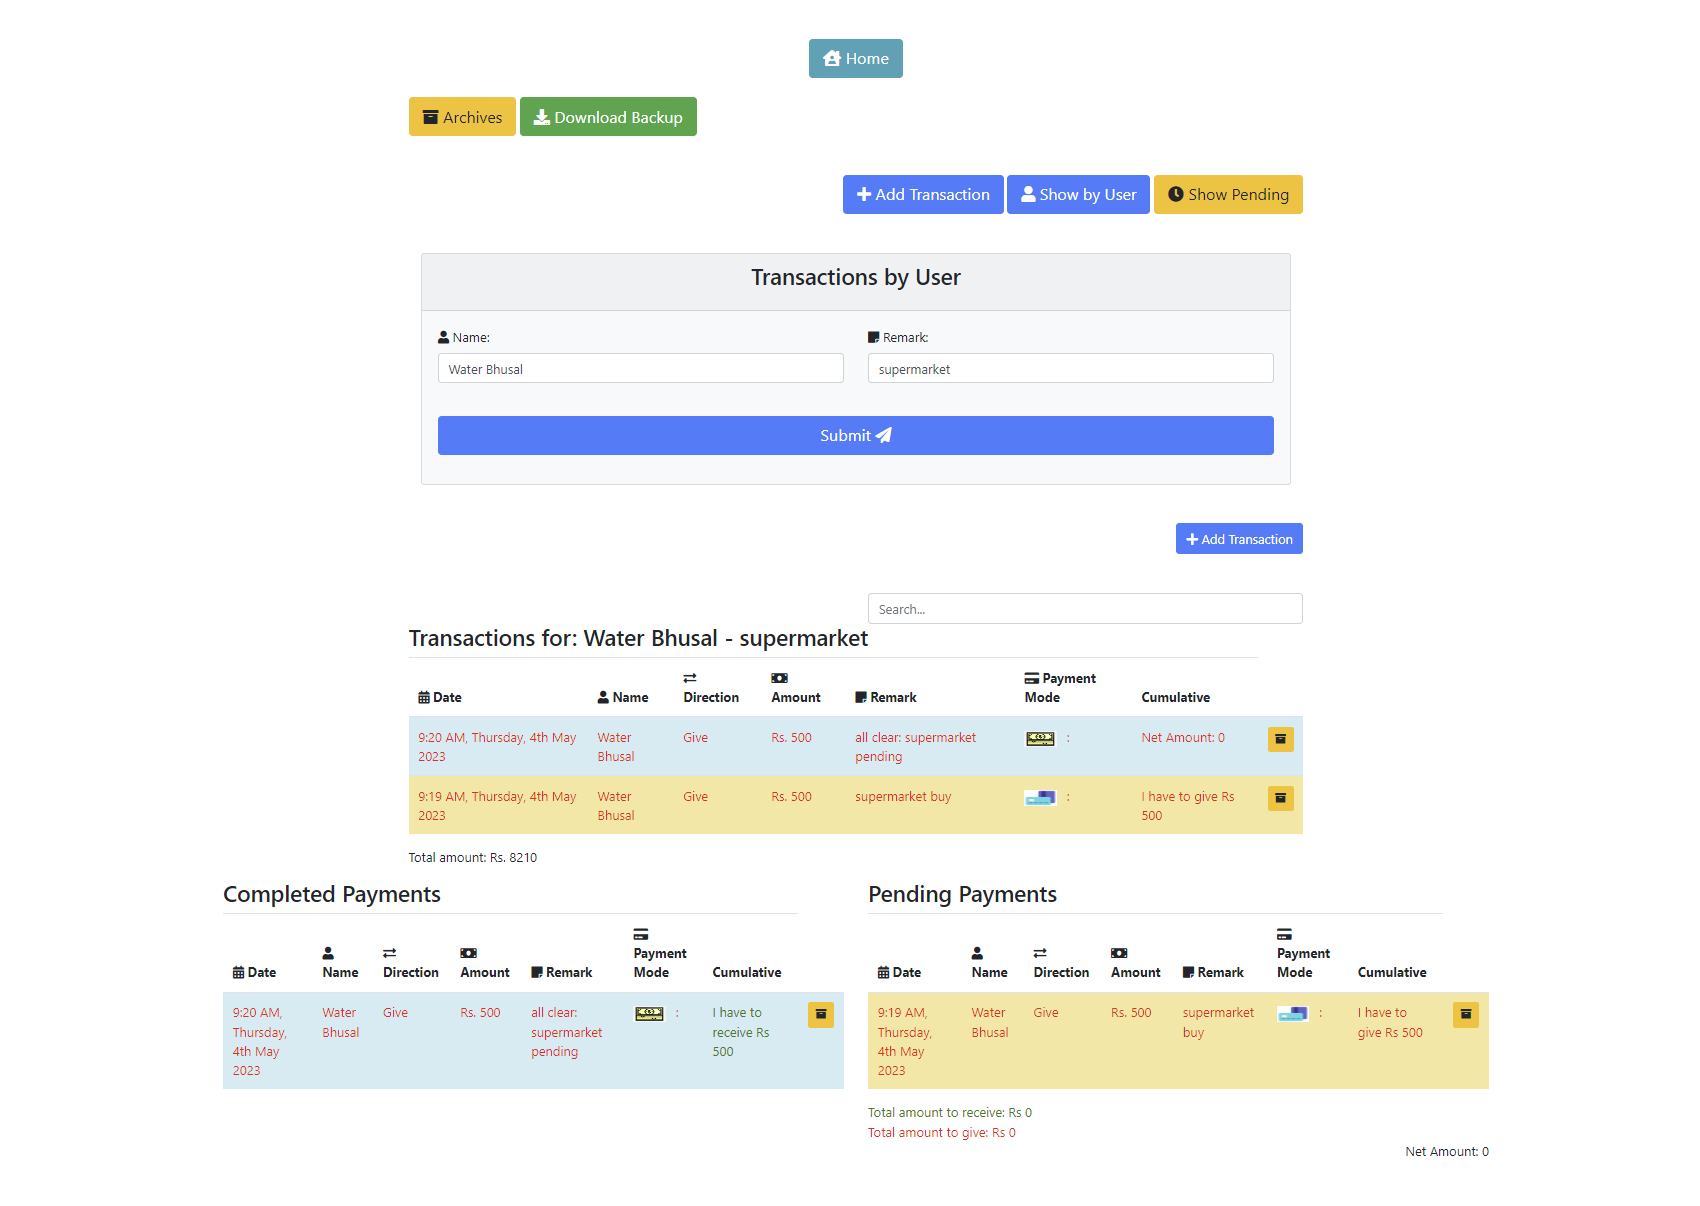 Home
Archives Download Backup
Add Transaction Show by User Show Pending
Transactions by User
Name: Remark:
Water Bhusal supermarket
Submit
Add Transaction
Search...
Transactions for: Water Bhusal - supermarket
Date Name Direction Amount Remark Payment Mode Cumulative
9:20 AM, Thursday, 4th May 2023 Water Bhusal Give Rs. 500 all clear: supermarket pending : Net Amount: 0
9:19 AM, Thursday, 4th May 2023 Water Bhusal Give Rs. 500 supermarket buy : I have to give Rs 500
Total amount: Rs. 8210
Completed Payments
Date Name Direction Amount Remark Payment Mode Cumulative
9:20 AM, Thursday, 4th May 2023 Water Bhusal Give Rs. 500 all clear: supermarket pending : I have to receive Rs 500
Pending Payments
Date Name Direction Amount Remark Payment Mode Cumulative
9:19 AM, Thursday, 4th May 2023 Water Bhusal Give Rs. 500 supermarket buy : I have to give Rs 500
Total amount to receive: Rs 0
Total amount to give: Rs 0
Net Amount: 0